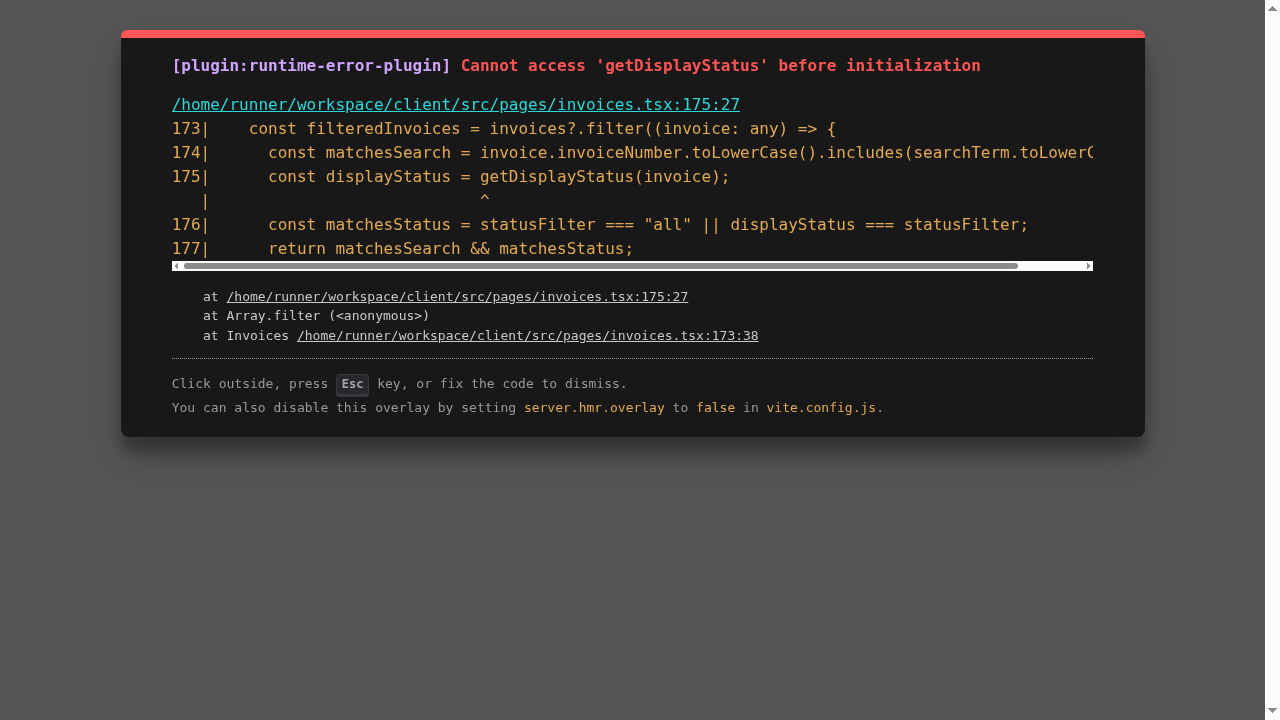 [plugin:runtime-error-plugin] Cannot access 'getDisplayStatus' before initialization
/home/runner/workspace/client/src/pages/invoices.tsx:175:27
173|    const filteredInvoices = invoices?.filter((invoice: any) => {
174|      const matchesSearch = invoice.invoiceNumber.toLowerCase().includes(searchTerm.toLowerC
175|      const displayStatus = getDisplayStatus(invoice);
   |                            ^
176|      const matchesStatus = statusFilter === "all" || displayStatus === statusFilter;
177|      return matchesSearch && matchesStatus;
at /home/runner/workspace/client/src/pages/invoices.tsx:175:27
at Array.filter (<anonymous>)
at Invoices /home/runner/workspace/client/src/pages/invoices.tsx:173:38
Click outside, press Esc key, or fix the code to dismiss.
You can also disable this overlay by setting server.hmr.overlay to false in vite.config.js.